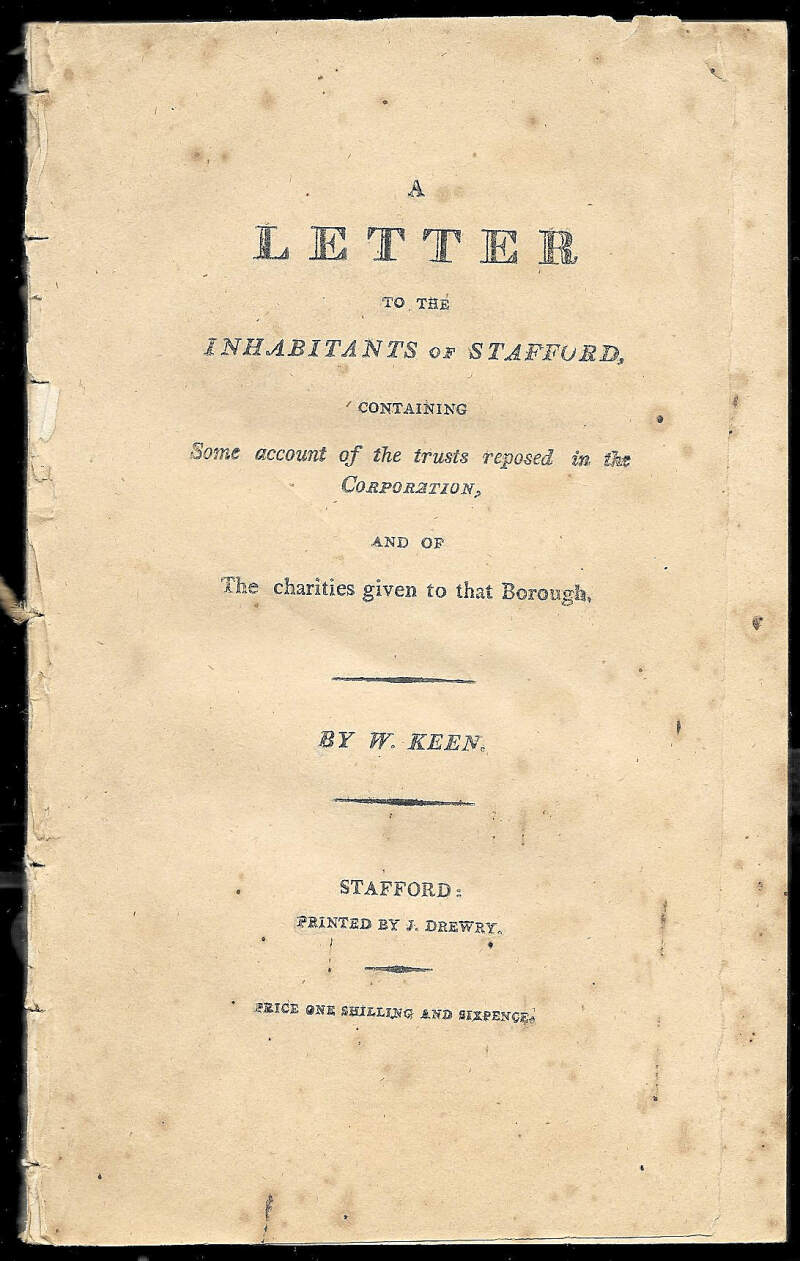 A
LETTER
TO THE
INHABITANTS OF STAFFORD,
CONTAINING
Some account of the trusts reposed in the
CORPORATION,
AND OF
The charities given to that Borough,
BY W. KEEN.
STAFFORD:
PRINTED BY J. DREWRY.
PRICE ONE SHILLING AND SIXPENCE.